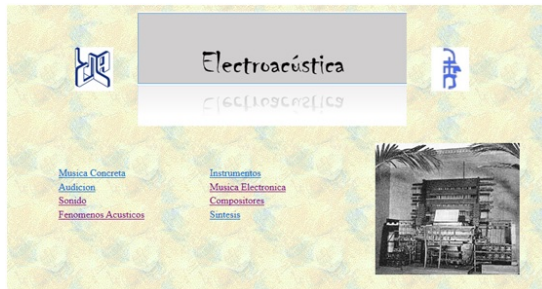 Electroacústica
Musica Concreta
Audicion
Sonido
Fenomenos Acusticos
Instrumentos
Musica Electronica
Compositores
Sintesis